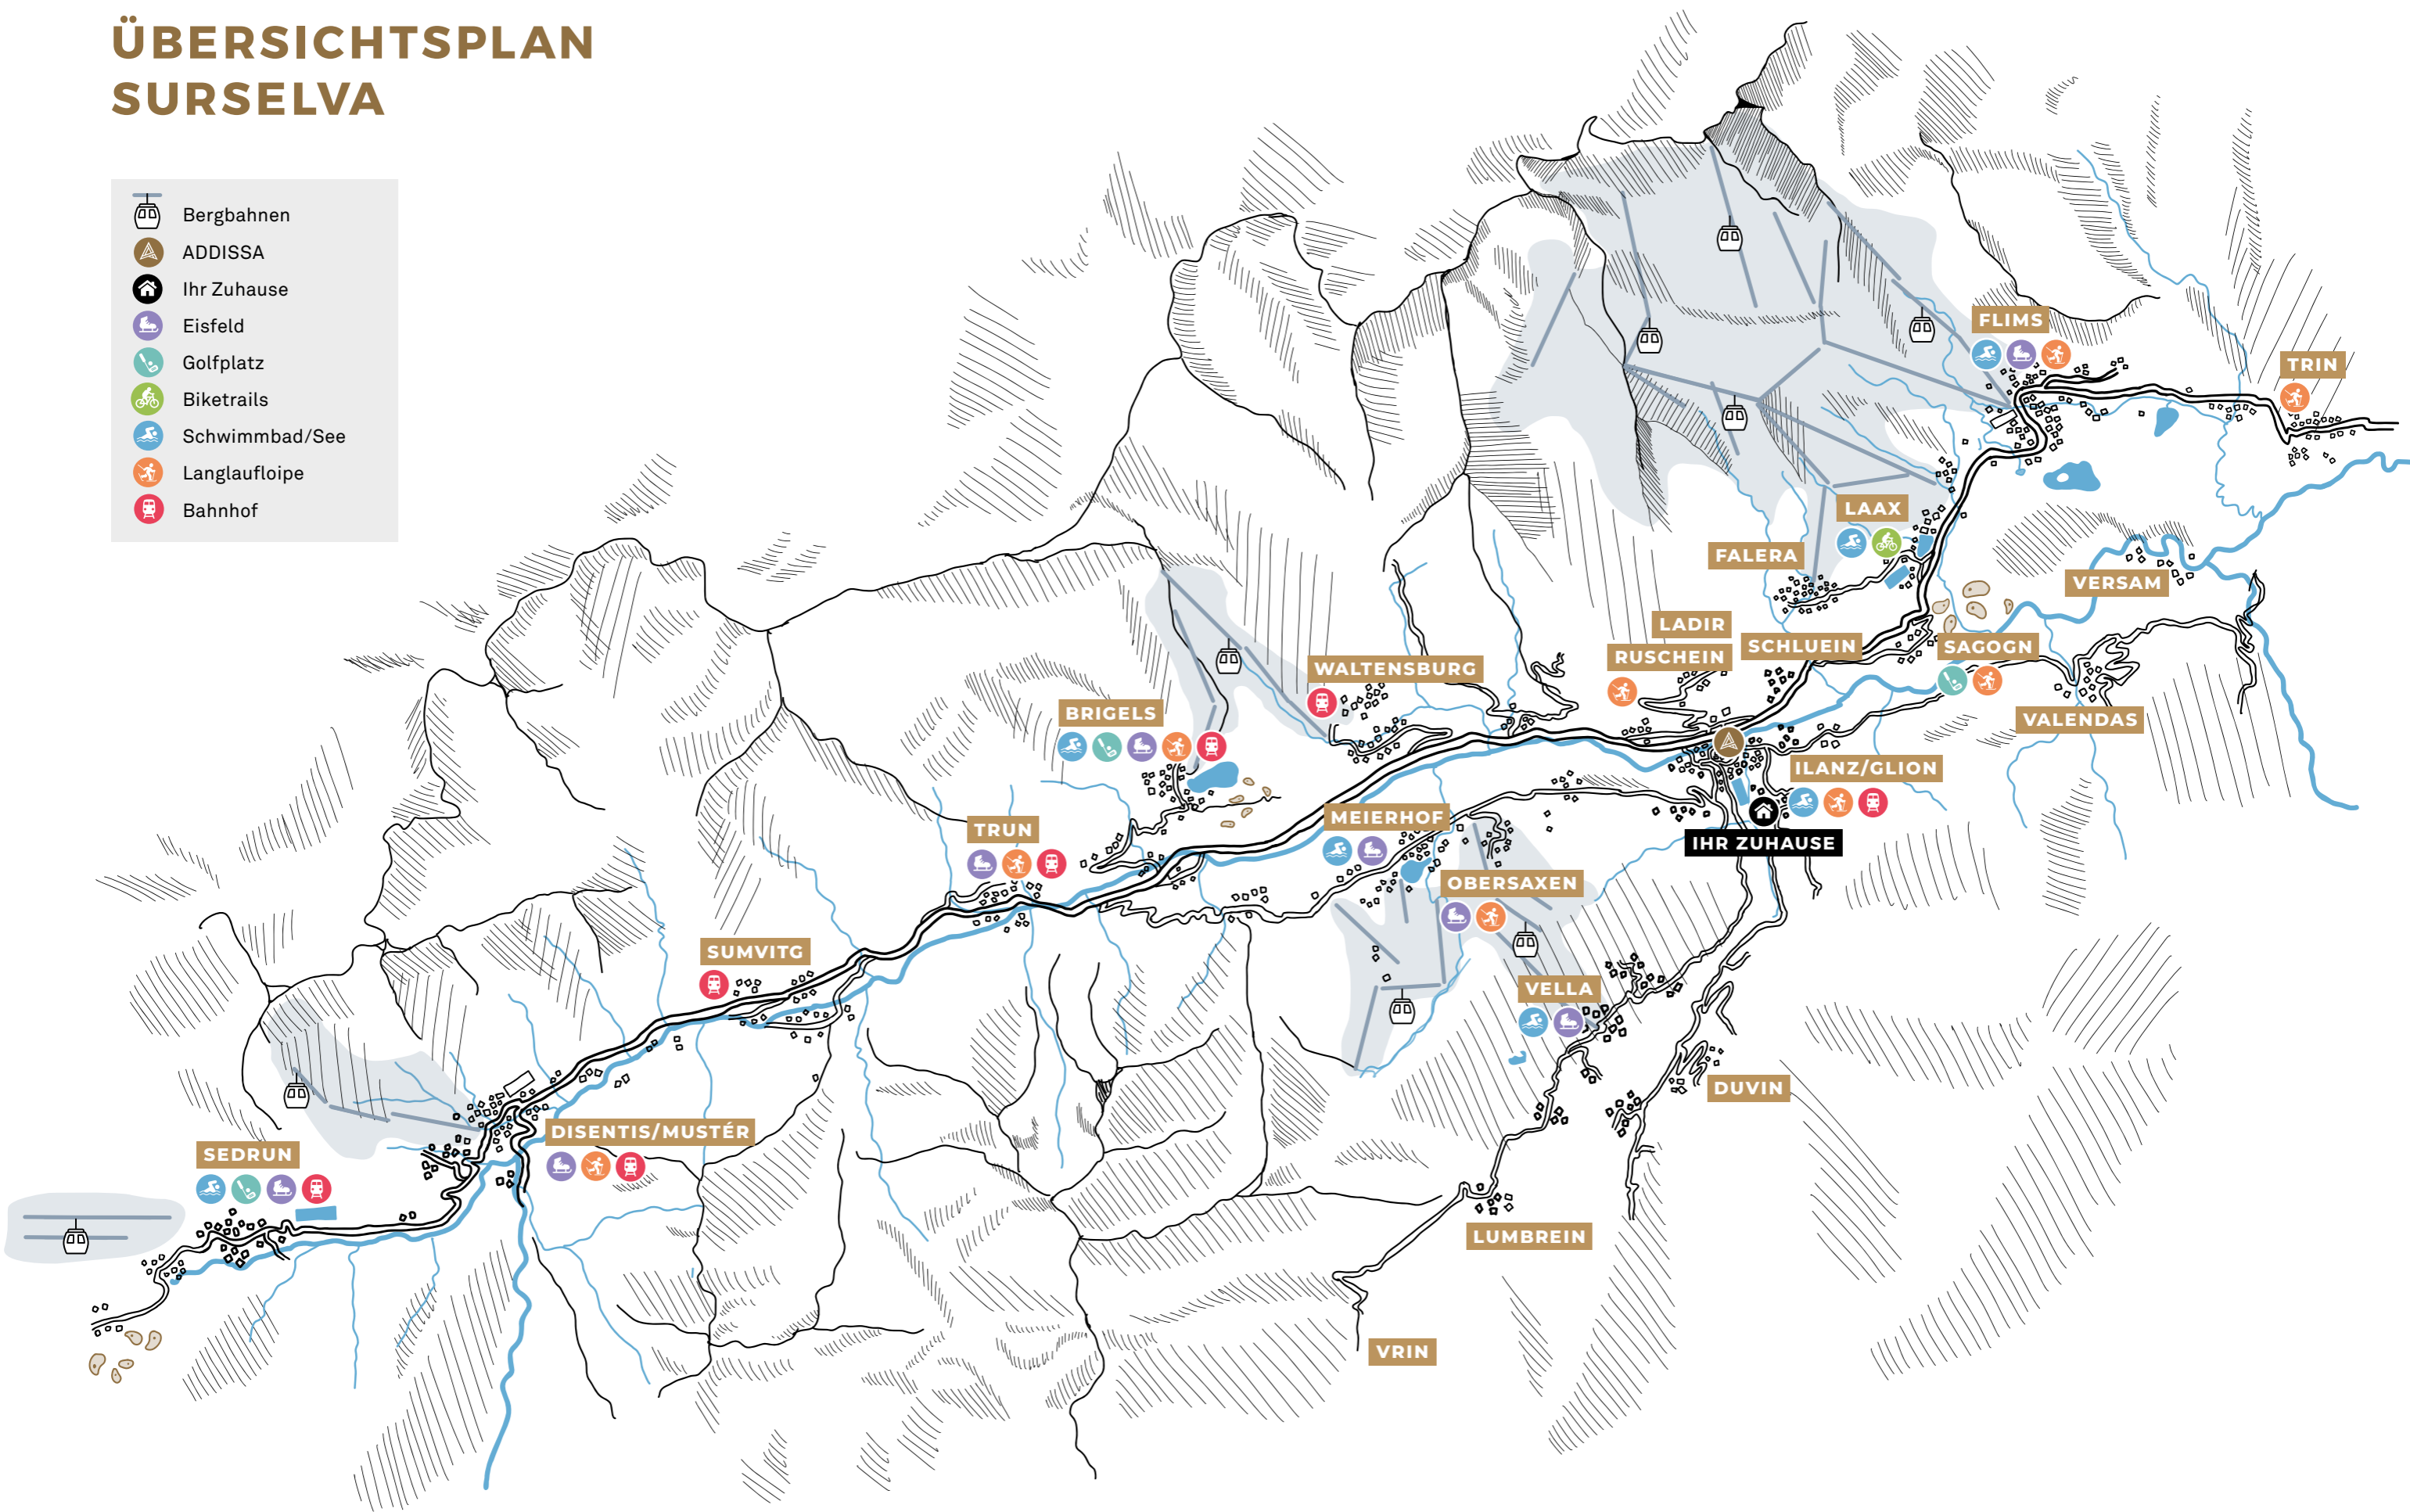 ÜBERSICHTSPLAN
SURSELVA
Bergbahnen
ADDISSA
Ihr Zuhause
Eisfeld
Golfplatz
Biketrails
Schwimmbad/See
Langlaufloipe
Bahnhof
FLIMS
TRIN
LAAX
FALERA
VERSAM
LADIR
RUSCHEIN
SCHLUEIN
SAGOGN
WALTENSBURG
BRIGELS
VALENDAS
ILANZ/GLION
MEIERHOF
TRUN
IHR ZUHAUSE
OBERSAXEN
SUMVITG
VELLA
DUVIN
DISENTIS/MUSTÉR
SEDRUN
LUMBREIN
VRIN